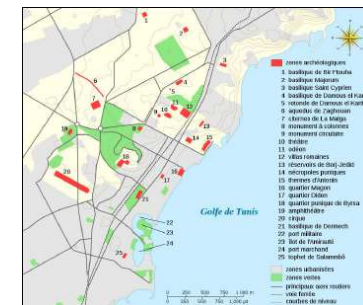 Golfe de Tunis
zones archéologiques
1 basilique de Bir Ftouha
2 basilique Majorum
3 basilique Saint Cyprien
4 basilique de Damous el Kari
5 rotonde de Damous el Karit
6 aqueduc de Zaghouan
7 citernes de La Malga
8 monument à colonnes
9 monument circulaire
10 théâtre
11 odéon
12 villas romaines
13 réservoirs de Borj-Jedid
14 nécropoles puniques
15 thermes d'Antonin
16 quartier Magon
17 quartier Didon
18 quartier punique de Byrsa
19 amphithéâtre
20 cirque
21 basilique de Dermech
22 port militaire
23 îlot de l'Amirauté
24 port marchand
25 tophet de Salammbô
zones urbanisées
zones vertes
principaux axes routiers
voie ferrée
courbes de niveau